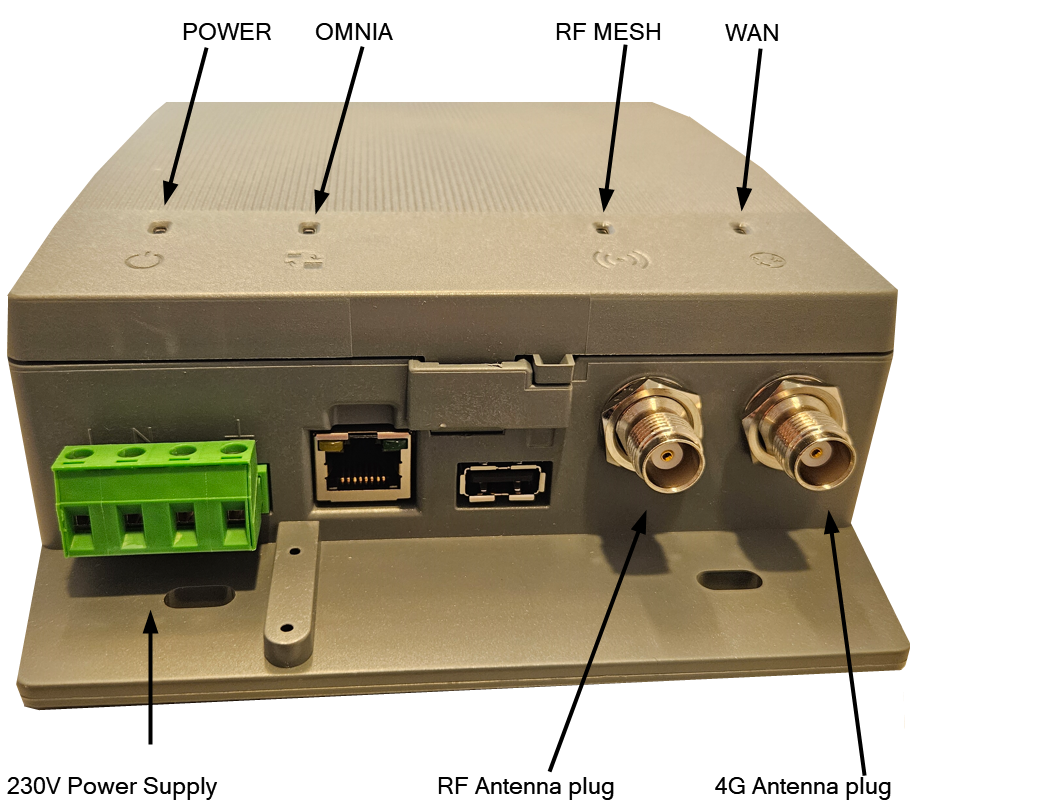 POWER
OMNIA
RF MESH
WAN
L N
230V Power Supply
RF Antenna plug
4G Antenna plug